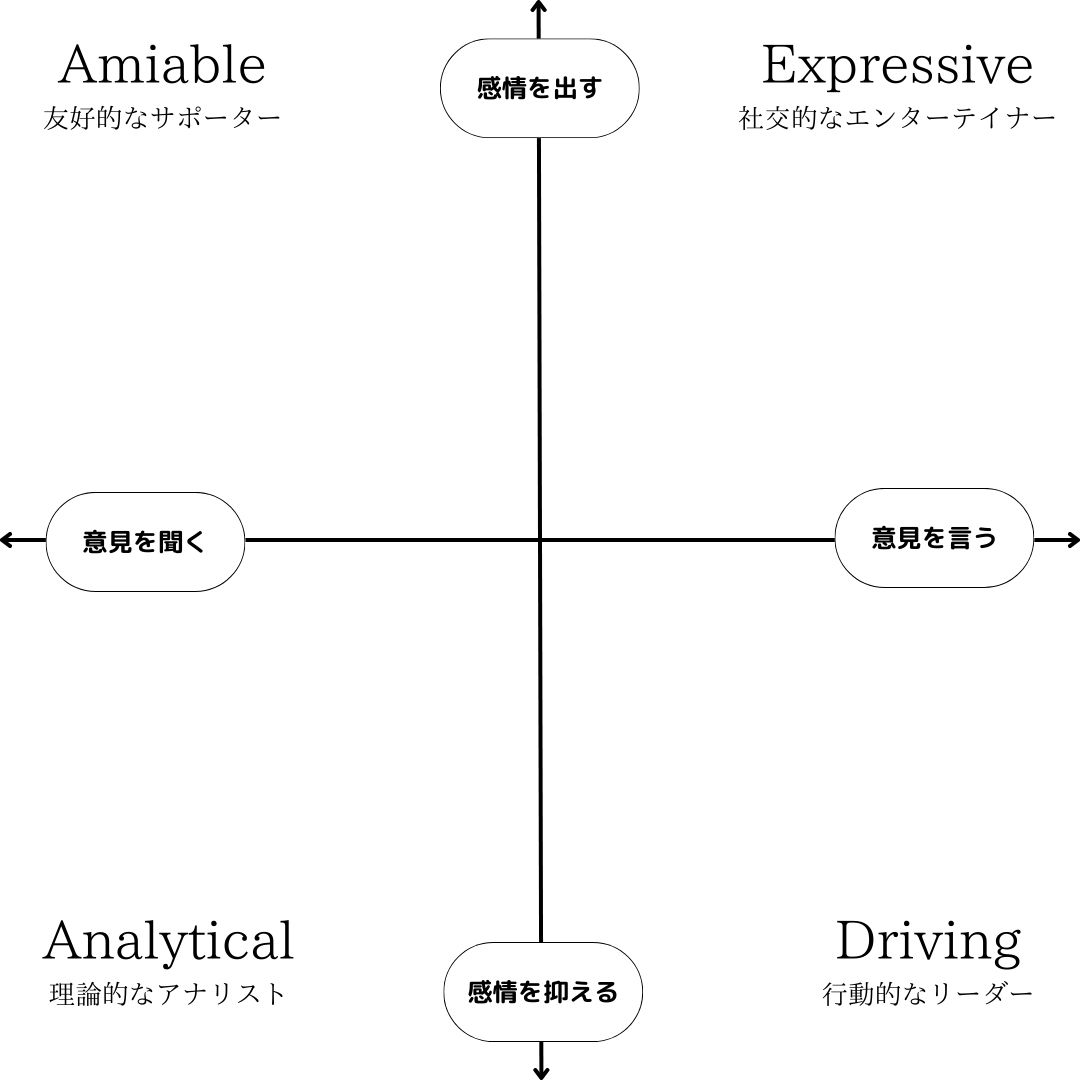 Amiable
友好的なサポーター
感情を出す
Expressive
社交的なエンターテイナー
意見を聞く
意見を言う
Analytical
理論的なアナリスト
感情を抑える
Driving
行動的なリーダー